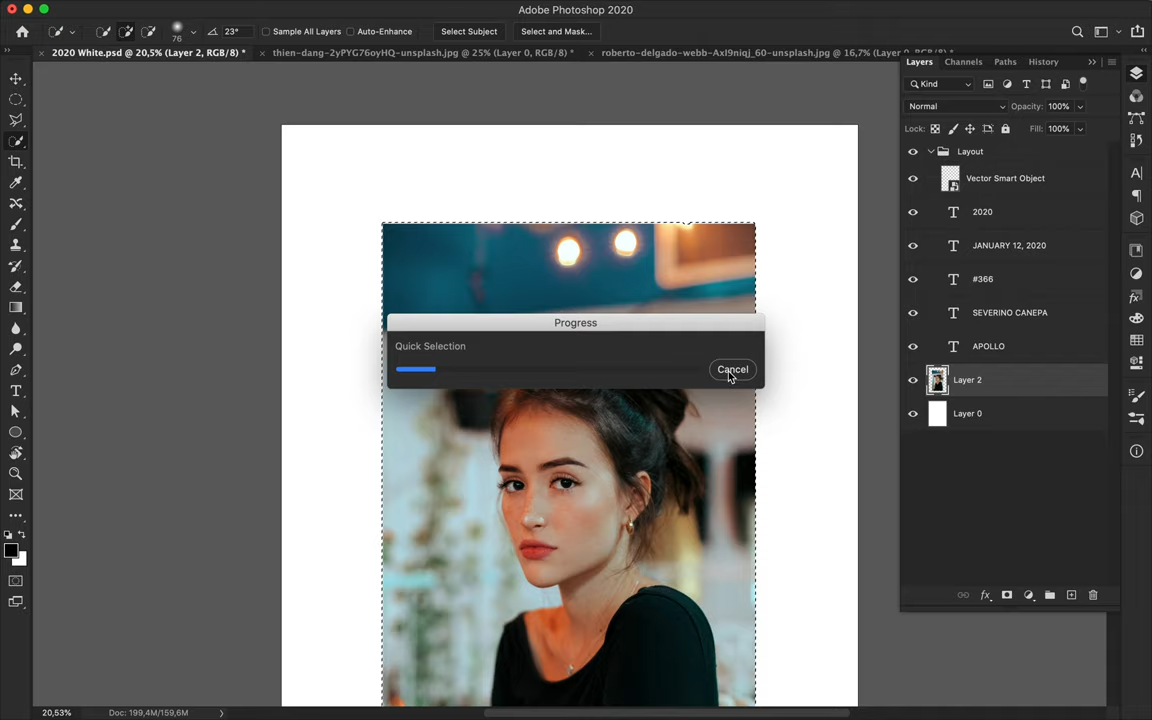 Adobe Photoshop 2020
76 23° Sample All Layers Auto-Enhance Select Subject Select and Mask...
× 2020 White.psd @ 20,5% (Layer 2, RGB/8) * × thien-dang-2yPYG76oyHQ-unsplash.jpg @ 25% (Layer 0, RGB/8) * × roberto-delgado-webb-AxI9niqj_60-unsplash.jpg @ 16,7% (Layer 0, RGB/8) *
Layers Channels Paths History
Kind
Normal Opacity: 100%
Lock: Fill: 100%
Layout
Vector Smart Object
2020
JANUARY 12, 2020
#366
SEVERINO CANEPA
APOLLO
Layer 2
Layer 0
Progress
Quick Selection
Cancel
20,53% Doc: 199,4M/159,6M